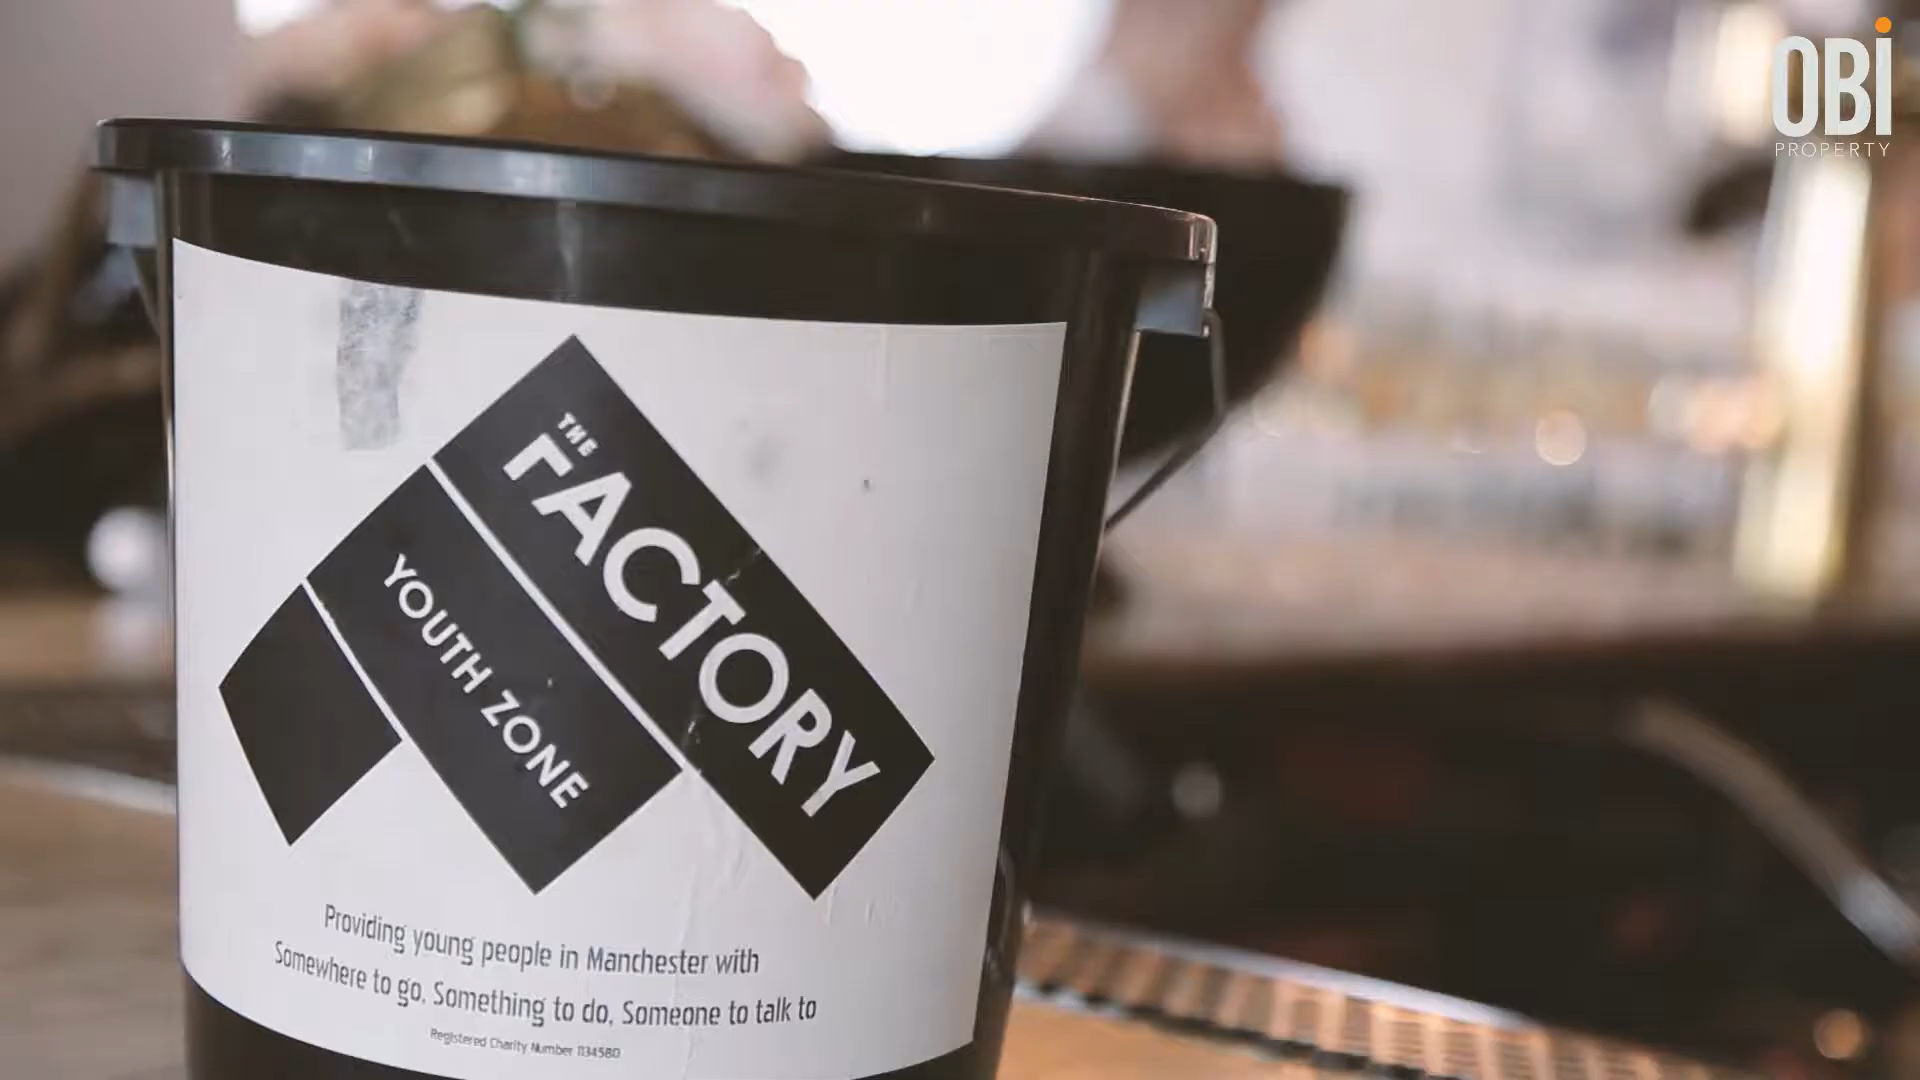 OBi
PROPERTY
THE
FACTORY
YOUTH ZONE
Providing young people in Manchester with
Somewhere to go, Something to do, Someone to talk to
Registered Charity Number 1134580